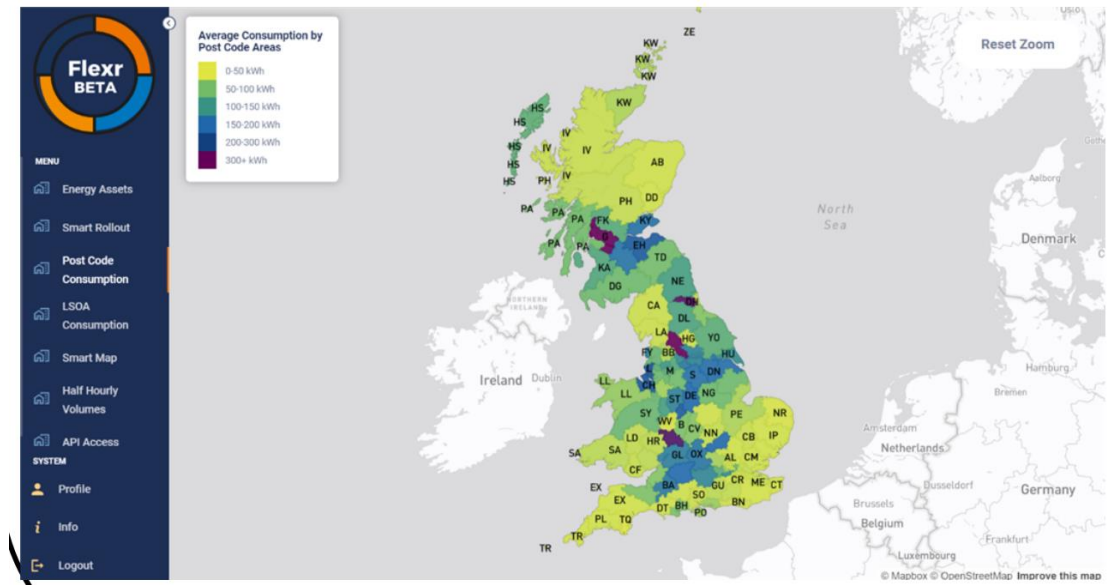 Flexr
BETA
MENU
Energy Assets
Smart Rollout
Post Code
Consumption
LSOA
Consumption
Smart Map
Half Hourly
Volumes
API Access
SYSTEM
Profile
Info
Logout
Average Consumption by
Post Code Areas
0-50 kWh
50-100 kWh
100-150 kWh
150-200 kWh
200-300 kWh
300+ kWh
Reset Zoom
ZE
KW
KW
KW
KW
HS
HS
HS
HS
HS
IV
IV
IV
IV
AB
PH
PH
DD
PA
PA
PA
PA
PA
FK
KY
G
EH
TD
KA
DG
NE
CA
DH
DL
LA
HG
YO
FY
BB
HU
L
M
S
DN
CH
LL
LL
ST
DE
NG
SY
WV
B
CV
NN
PE
NR
LD
HR
CB
IP
SA
SA
CF
GL
OX
AL
CM
BA
GU
CR
ME
CT
EX
EX
DT
BH
SO
PO
BN
PL
TQ
TR
TR
North
Sea
NORTHERN
IRELAND
Ireland
Dublin
Oslo
Aalborg
Denmark
Hamburg
Bremen
Amsterdam
Netherlands
Düsseldorf
Germany
Brussels
Belgium
Frankfurt
Luxembourg
© Mapbox © OpenStreetMap Improve this map